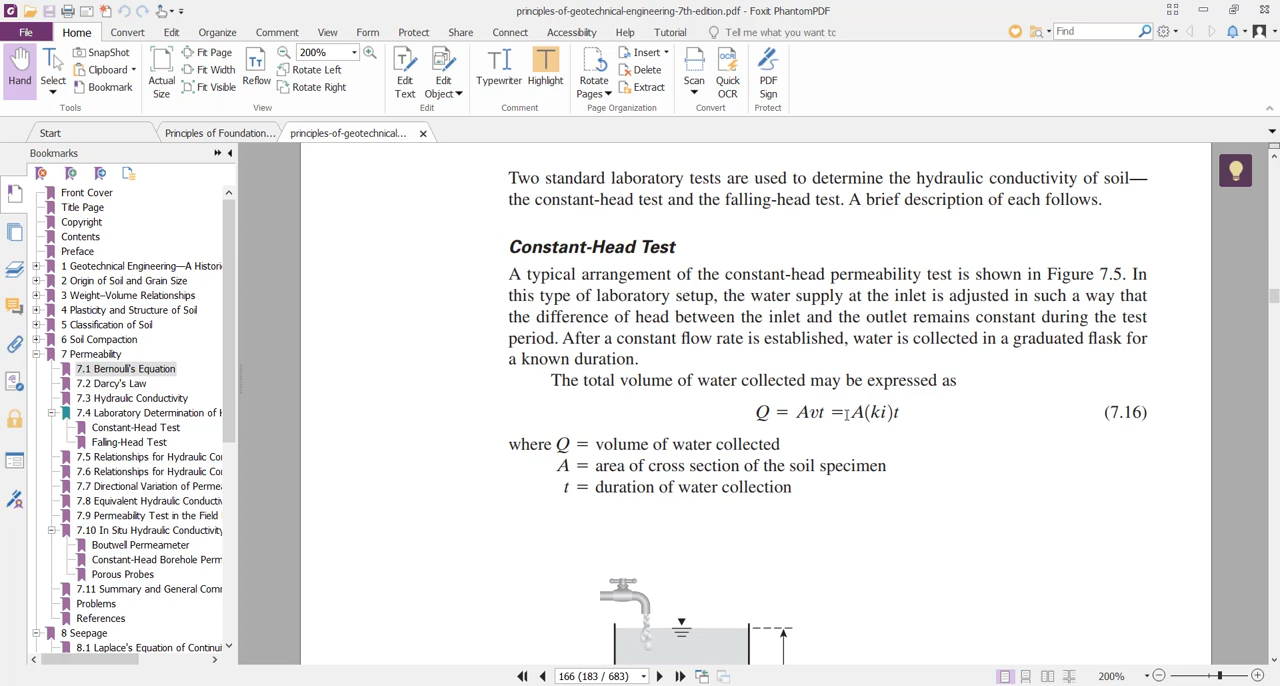 principles-of-geotechnical-engineering-7th-edition.pdf - Foxit PhantomPDF
File Home Convert Edit Organize Comment View Form Protect Share Connect Accessibility Help Tutorial Tell me what you want tc Find
Hand
Select
SnapShot
Clipboard
Bookmark
Tools
Actual Size
Fit Page
Fit Width
Fit Visible
Reflow
200%
Rotate Left
Rotate Right
View
Edit Text
Edit Object
Edit
Typewriter
Highlight
Comment
Rotate Pages
Insert
Delete
Extract
Page Organization
Scan
Quick OCR
Convert
PDF Sign
Protect
Start Principles of Foundation... principles-of-geotechnical...
Bookmarks
Front Cover
Title Page
Copyright
Contents
Preface
1 Geotechnical Engineering—A Histori
2 Origin of Soil and Grain Size
3 Weight–Volume Relationships
4 Plasticity and Structure of Soil
5 Classification of Soil
6 Soil Compaction
7 Permeability
7.1 Bernoulli's Equation
7.2 Darcy's Law
7.3 Hydraulic Conductivity
7.4 Laboratory Determination of H
Constant-Head Test
Falling-Head Test
7.5 Relationships for Hydraulic Co
7.6 Relationships for Hydraulic Co
7.7 Directional Variation of Perme
7.8 Equivalent Hydraulic Conductiv
7.9 Permeability Test in the Field
7.10 In Situ Hydraulic Conductivity
Boutwell Permeameter
Constant-Head Borehole Perm
Porous Probes
7.11 Summary and General Comm
Problems
References
8 Seepage
8.1 Laplace's Equation of Continui
Two standard laboratory tests are used to determine the hydraulic conductivity of soil—
the constant-head test and the falling-head test. A brief description of each follows.
Constant-Head Test
A typical arrangement of the constant-head permeability test is shown in Figure 7.5. In
this type of laboratory setup, the water supply at the inlet is adjusted in such a way that
the difference of head between the inlet and the outlet remains constant during the test
period. After a constant flow rate is established, water is collected in a graduated flask for
a known duration.
The total volume of water collected may be expressed as
Q = Avt = A(ki)t (7.16)
where Q = volume of water collected
A = area of cross section of the soil specimen
t = duration of water collection
166 (183 / 683) 200%